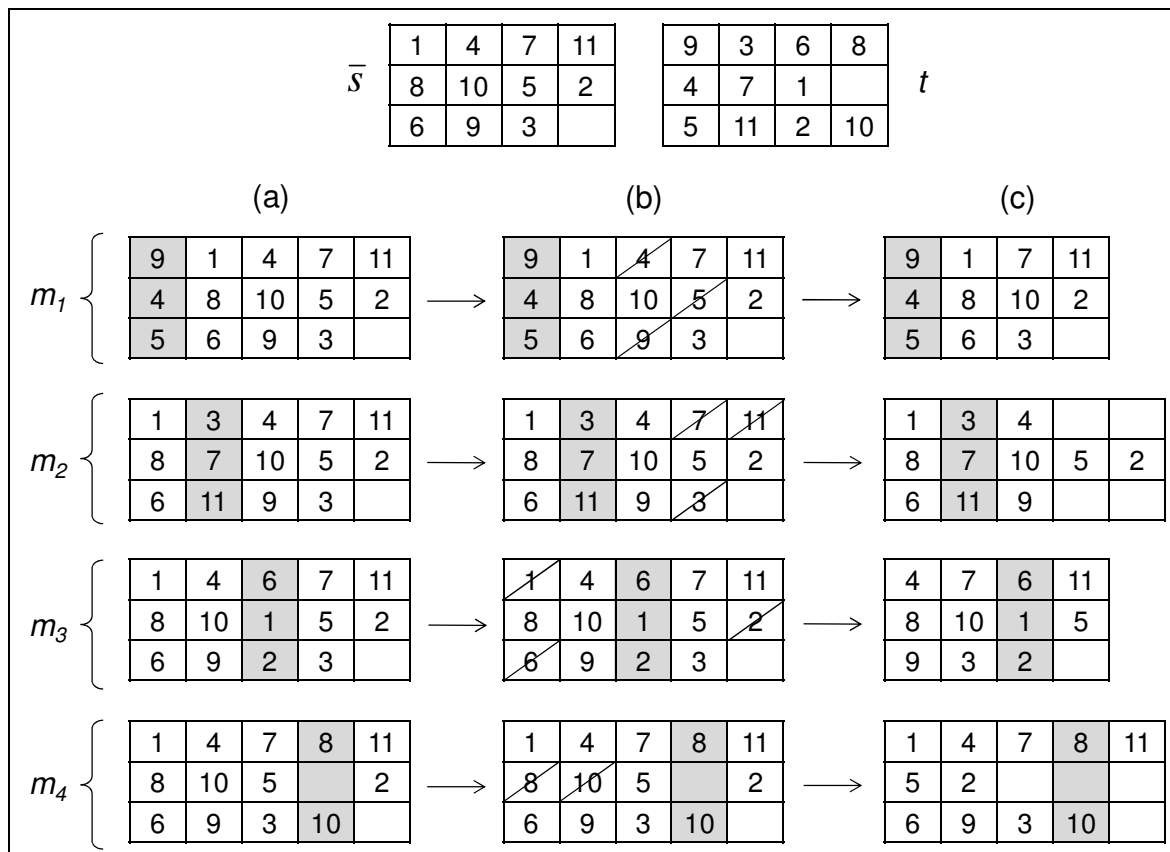 1 4 7 11 9 3 6 8
s̅ 8 10 5 2 4 7 1 t
6 9 3 5 11 2 10
(a) (b) (c)
9 1 4 7 11 9 1 4 7 11 9 1 7 11
m1 4 8 10 5 2 4 8 10 5 2 4 8 10 2
5 6 9 3 5 6 9 3 5 6 3
1 3 4 7 11 1 3 4 7 11 1 3 4
m2 8 7 10 5 2 8 7 10 5 2 8 7 10 5 2
6 11 9 3 6 11 9 3 6 11 9
1 4 6 7 11 1 4 6 7 11 4 7 6 11
m3 8 10 1 5 2 8 10 1 5 2 8 10 1 5
6 9 2 3 6 9 2 3 9 3 2
1 4 7 8 11 1 4 7 8 11 1 4 7 8 11
m4 8 10 5 2 8 10 5 2 5 2
6 9 3 10 6 9 3 10 6 9 3 10